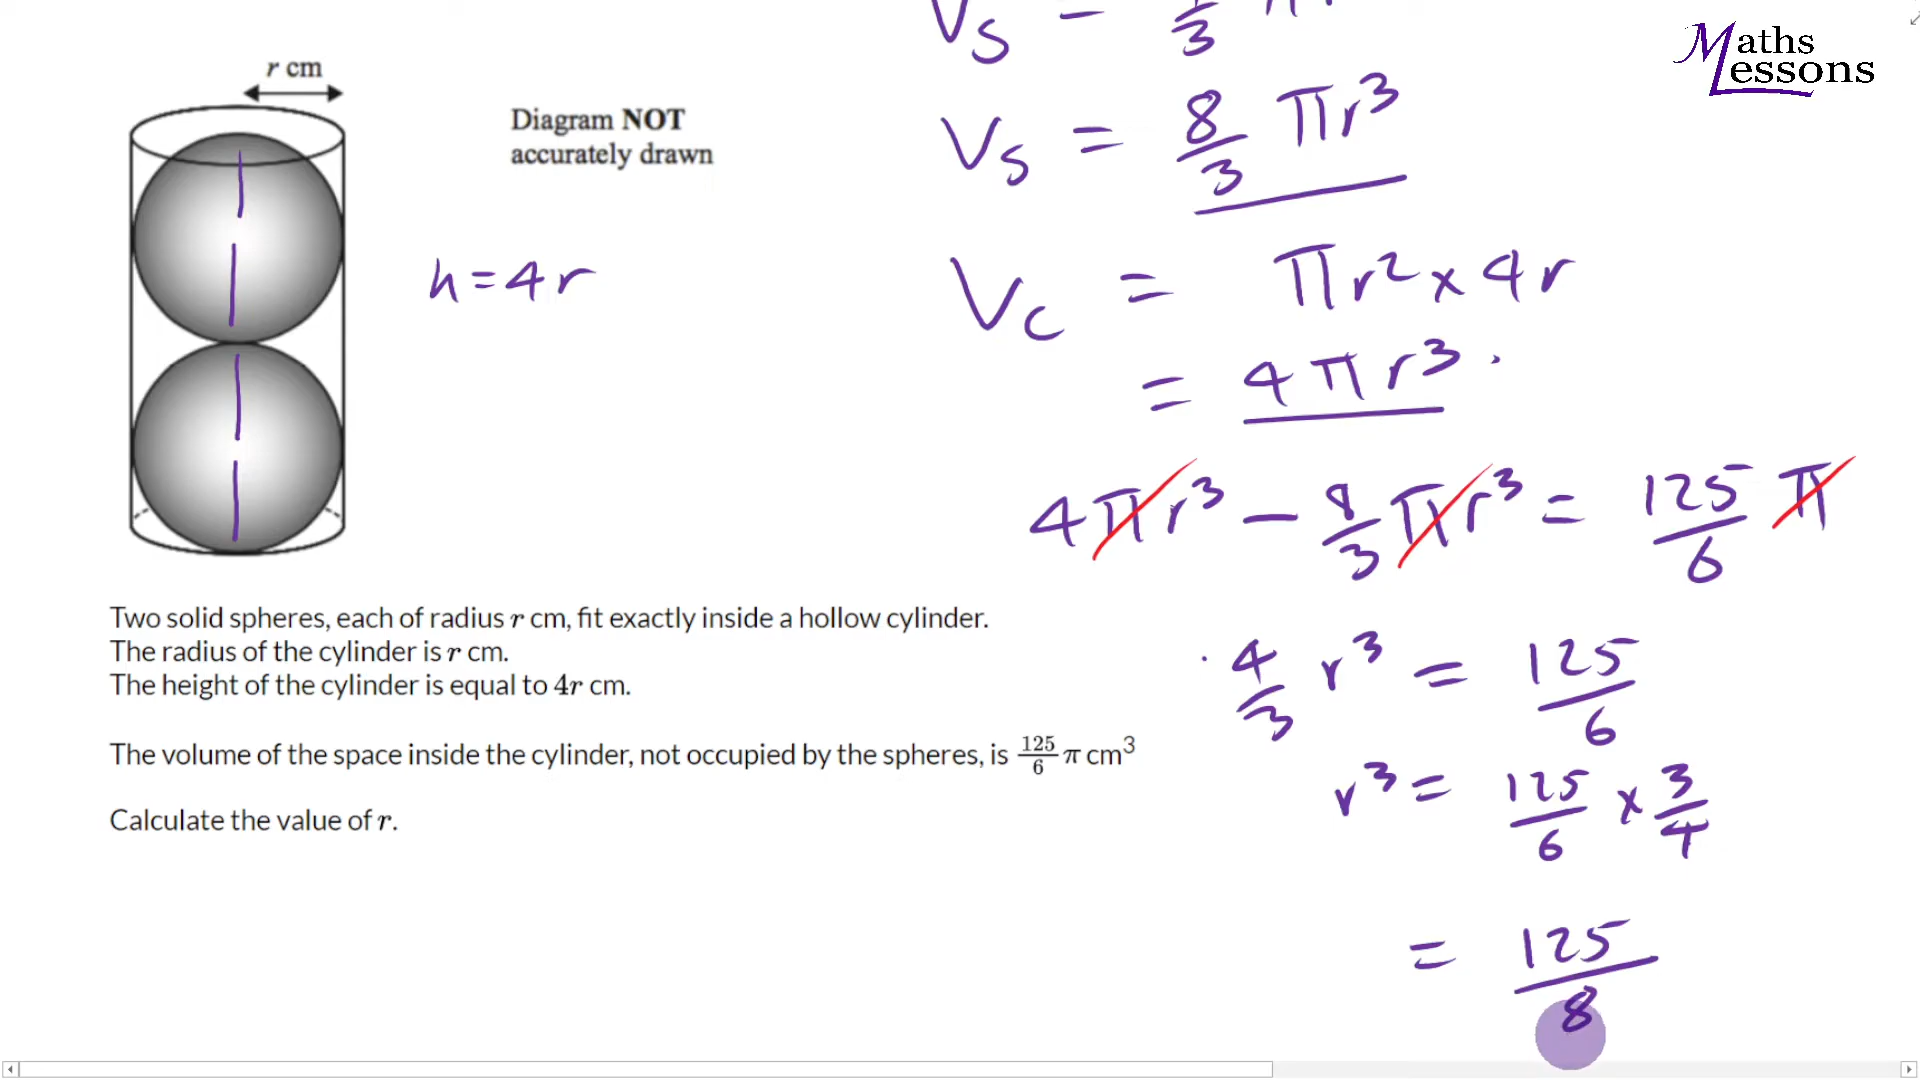 Maths
Lessons
r cm
Diagram NOT
accurately drawn
h = 4r
Two solid spheres, each of radius r cm, fit exactly inside a hollow cylinder.
The radius of the cylinder is r cm.
The height of the cylinder is equal to 4r cm.
The volume of the space inside the cylinder, not occupied by the spheres, is 125/6 π cm³
Calculate the value of r.
Vs = 8/3 πr³
Vc = πr² × 4r
= 4πr³
4πr³ − 8/3 πr³ = 125/6 π
4/3 r³ = 125/6
r³ = 125/6 × 3/4
= 125/8